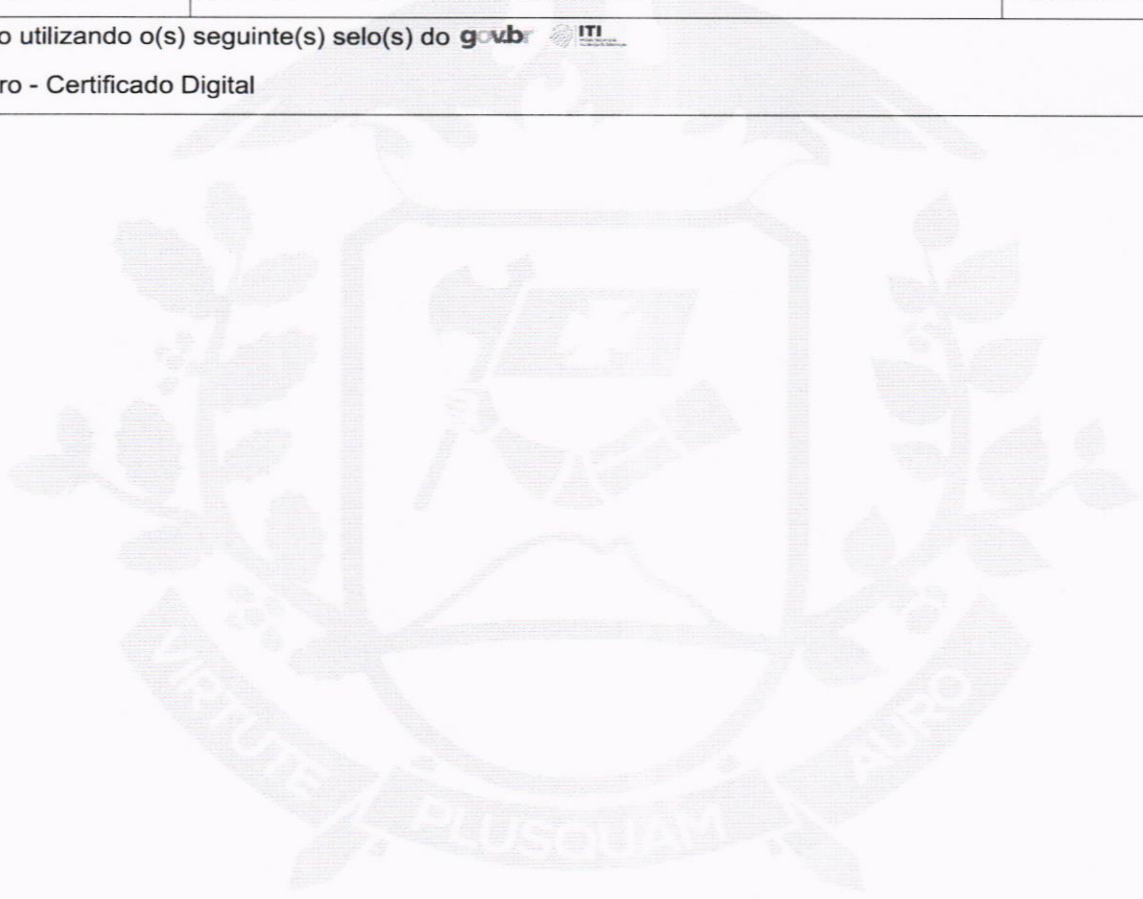 o utilizando o(s) seguinte(s) selo(s) do gov.br ITI
ro - Certificado Digital
VIRTUTE PLUSQUAM AURO